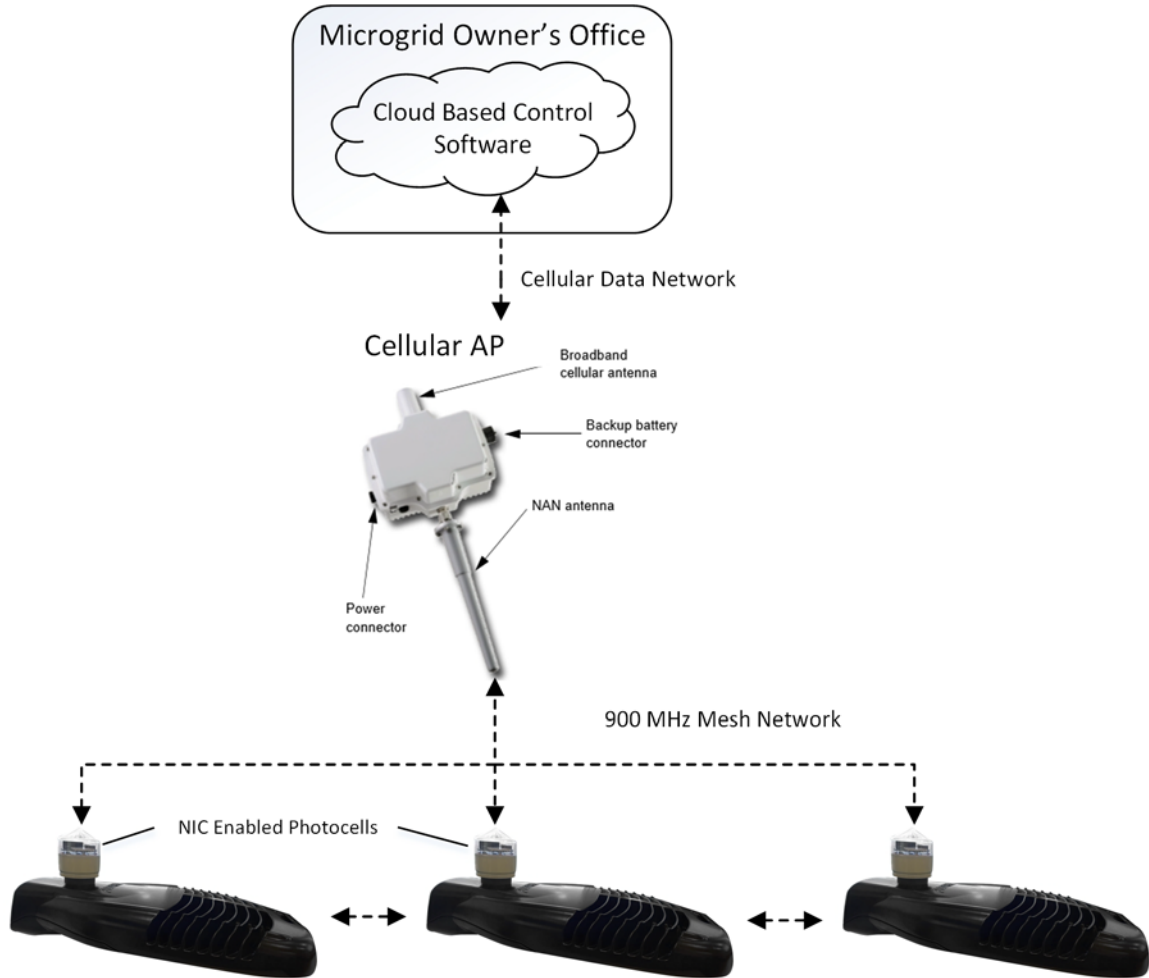 Microgrid Owner's Office
Cloud Based Control
Software
Cellular Data Network
Cellular AP
Broadband
cellular antenna
Backup battery
connector
NAN antenna
Power
connector
900 MHz Mesh Network
NIC Enabled Photocells